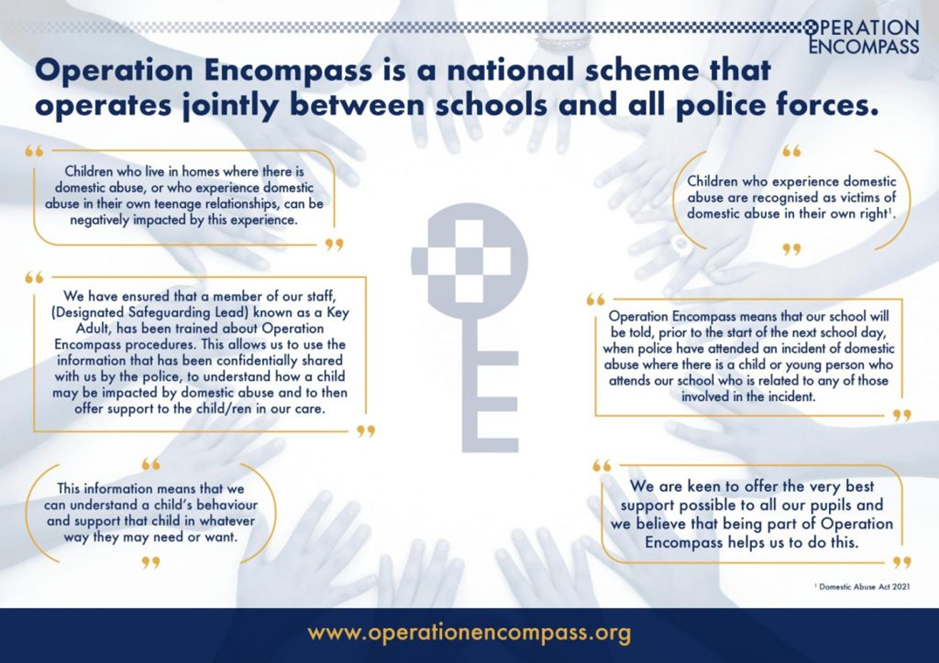 OPERATION
ENCOMPASS
Operation Encompass is a national scheme that
operates jointly between schools and all police forces.
“
Children who live in homes where there is
domestic abuse, or who experience domestic
abuse in their own teenage relationships, can be
negatively impacted by this experience.
”
“
Children who experience domestic
abuse are recognised as victims of
domestic abuse in their own right¹.
”
“
We have ensured that a member of our staff,
(Designated Safeguarding Lead) known as a Key
Adult, has been trained about Operation
Encompass procedures. This allows us to use the
information that has been confidentially shared
with us by the police, to understand how a child
may be impacted by domestic abuse and to then
offer support to the child/ren in our care.
”
“
Operation Encompass means that our school will
be told, prior to the start of the next school day,
when police have attended an incident of domestic
abuse where there is a child or young person who
attends our school who is related to any of those
involved in the incident.
”
“
This information means that we
can understand a child’s behaviour
and support that child in whatever
way they may need or want.
”
“
We are keen to offer the very best
support possible to all our pupils and
we believe that being part of Operation
Encompass helps us to do this.
”
¹ Domestic Abuse Act 2021
www.operationencompass.org